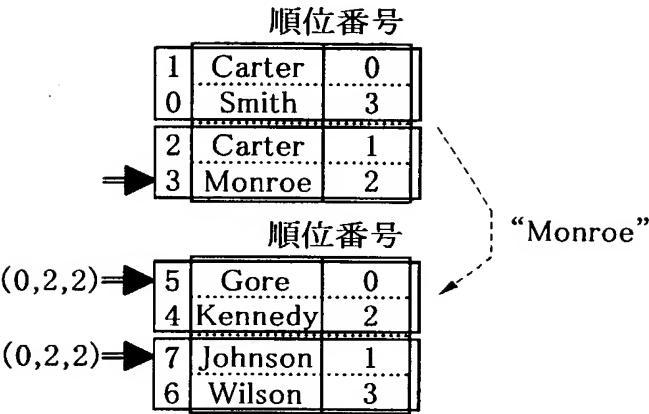 順位番号
1 Carter 0
0 Smith 3
2 Carter 1
3 Monroe 2
“Monroe”
順位番号
(0,2,2) 5 Gore 0
4 Kennedy 2
(0,2,2) 7 Johnson 1
6 Wilson 3